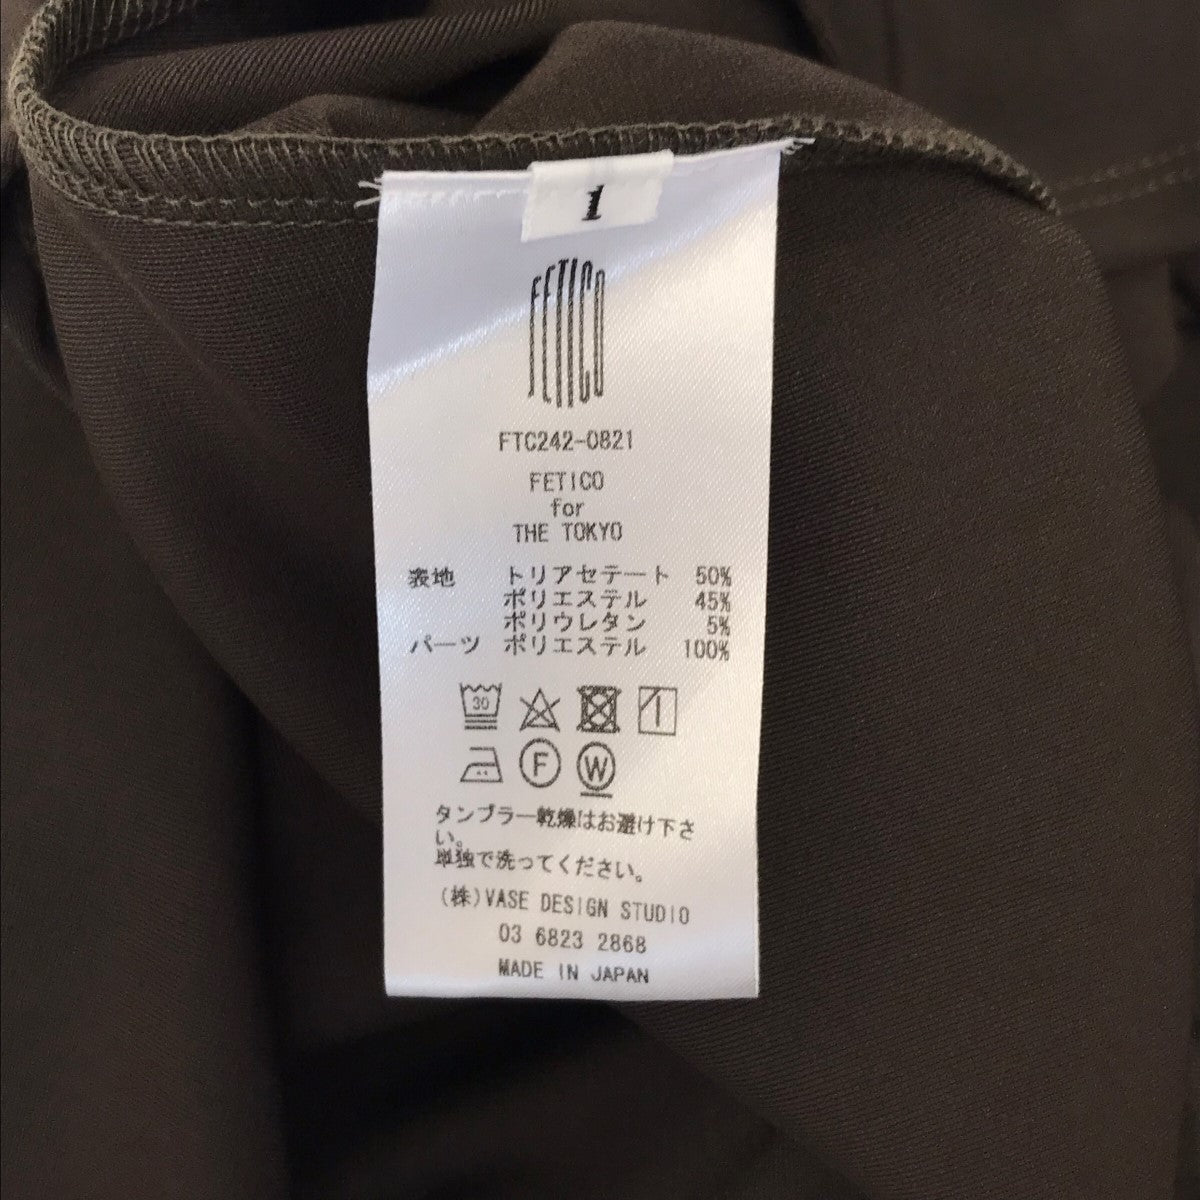 1
FETICO
FTC242-0821
FETICO
for
THE TOKYO
表地 トリアセテート 50%
ポリエステル 45%
ポリウレタン 5%
パーツ ポリエステル 100%
30
F W
タンブラー乾燥はお避け下さ
い。
単独で洗ってください。
(株)VASE DESIGN STUDIO
03 6823 2868
MADE IN JAPAN